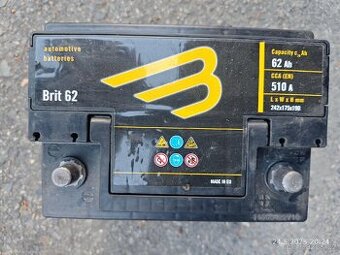 automotive
batteries
Brit 62
Capacity c₂₀ Ah
62 Ah
CCA (EN)
510 A
L x W x H mm
242x175x190
MADE IN EU